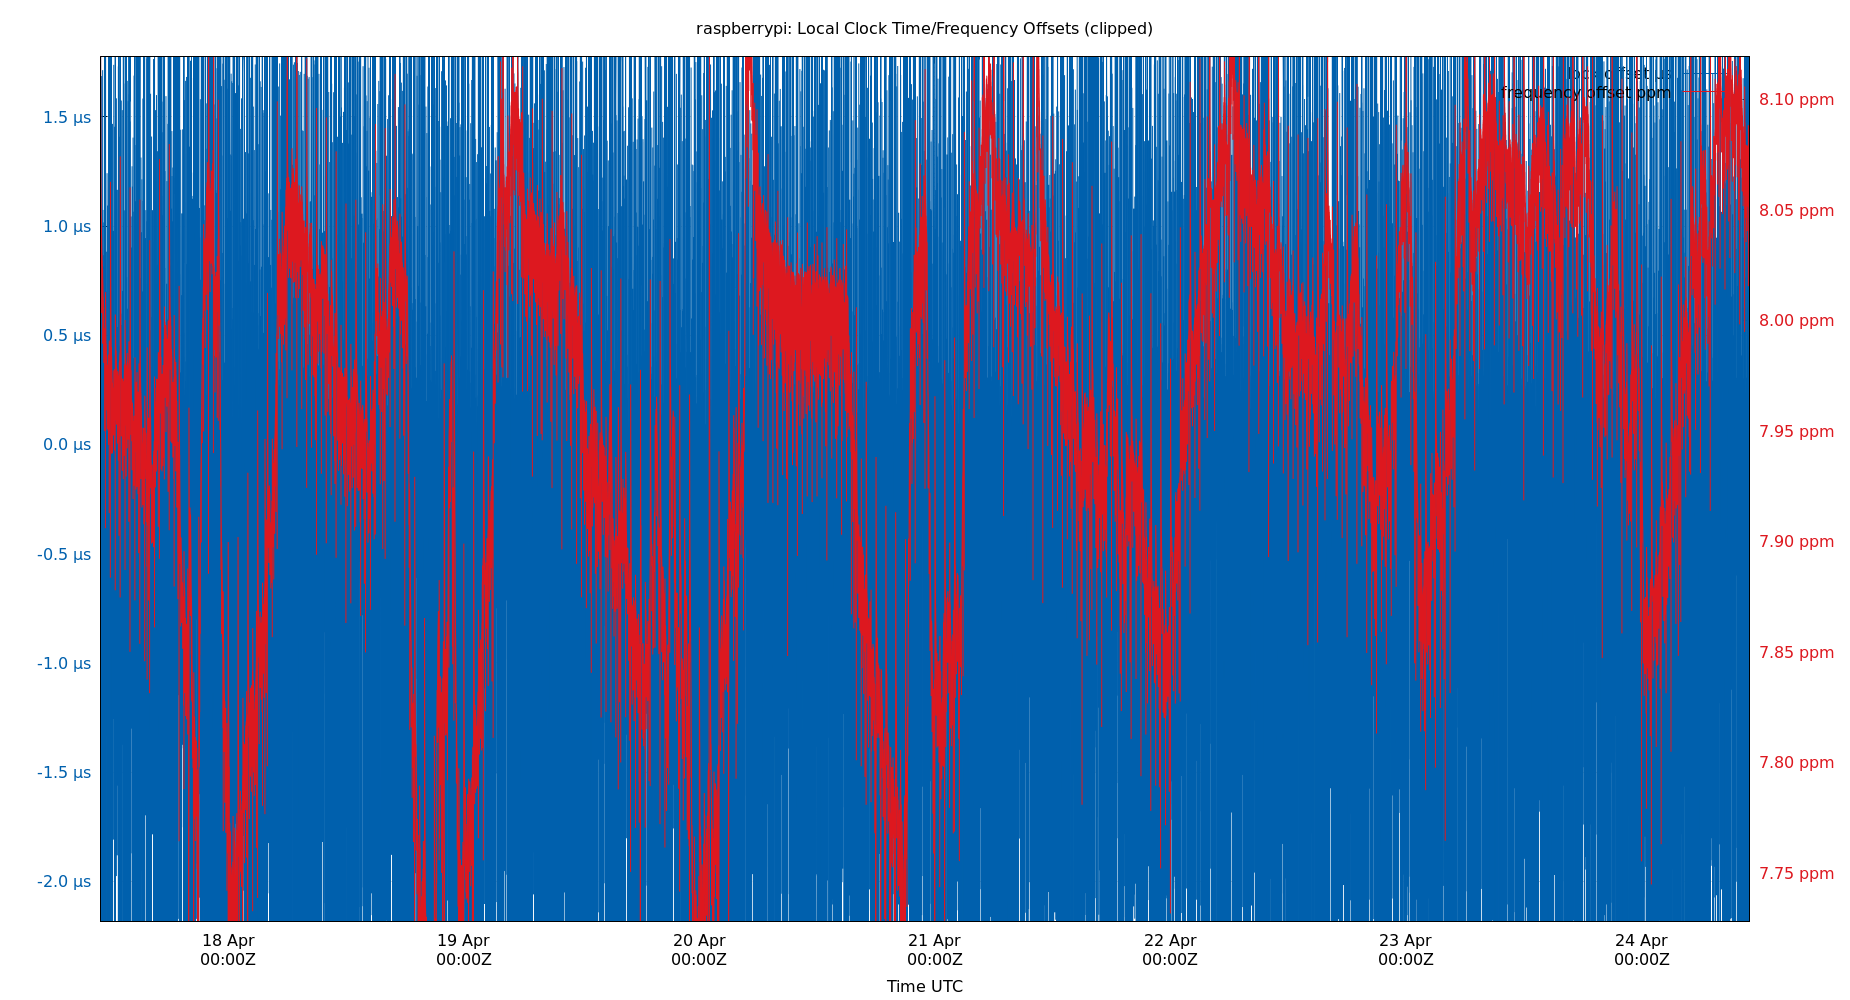 raspberrypi: Local Clock Time/Frequency Offsets (clipped)
clock offset us
frequency offset ppm
1.5 µs
1.0 µs
0.5 µs
0.0 µs
-0.5 µs
-1.0 µs
-1.5 µs
-2.0 µs
8.10 ppm
8.05 ppm
8.00 ppm
7.95 ppm
7.90 ppm
7.85 ppm
7.80 ppm
7.75 ppm
18 Apr 19 Apr 20 Apr 21 Apr 22 Apr 23 Apr 24 Apr
00:00Z 00:00Z 00:00Z 00:00Z 00:00Z 00:00Z 00:00Z
Time UTC